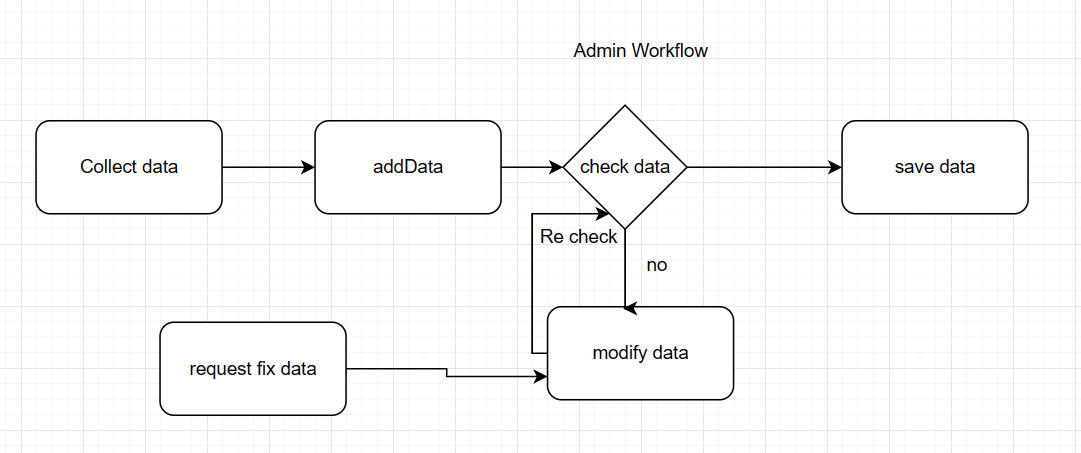 Admin Workflow
Collect data
addData
check data
save data
Re check
no
modify data
request fix data